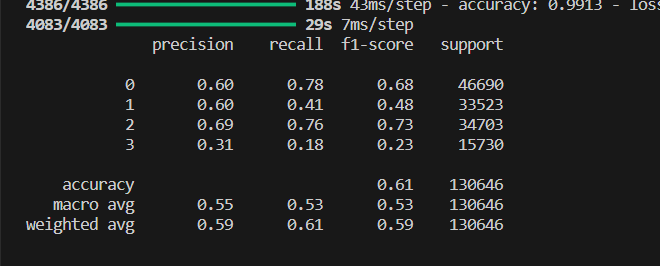 4386/4386 ━━━━━━━━━━━━━━━━━━━━ 188s 43ms/step - accuracy: 0.9913 - loss
4083/4083 ━━━━━━━━━━━━━━━━━━━━ 29s 7ms/step
precision recall f1-score support
0 0.60 0.78 0.68 46690
1 0.60 0.41 0.48 33523
2 0.69 0.76 0.73 34703
3 0.31 0.18 0.23 15730
accuracy 0.61 130646
macro avg 0.55 0.53 0.53 130646
weighted avg 0.59 0.61 0.59 130646